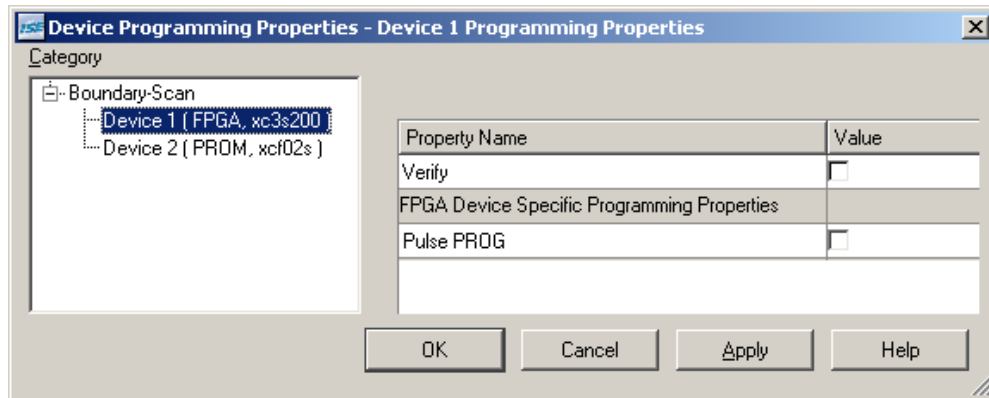 ISE Device Programming Properties - Device 1 Programming Properties
Category
Boundary-Scan
Device 1 ( FPGA, xc3s200 )
Device 2 ( PROM, xcf02s )
Property Name Value
Verify
FPGA Device Specific Programming Properties
Pulse PROG
OK Cancel Apply Help